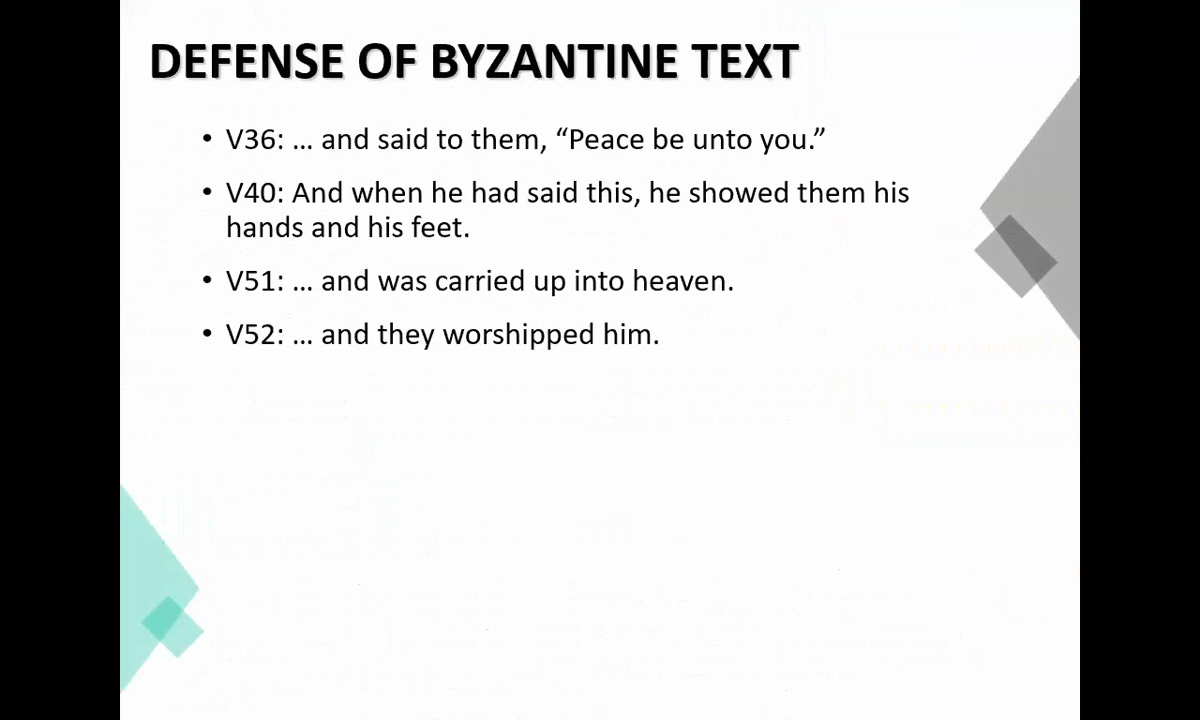 DEFENSE OF BYZANTINE TEXT
• V36: … and said to them, “Peace be unto you.”
• V40: And when he had said this, he showed them his
hands and his feet.
• V51: … and was carried up into heaven.
• V52: … and they worshipped him.